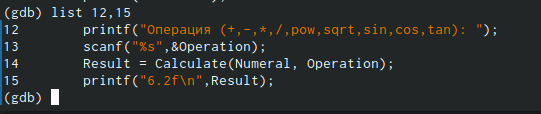 (gdb) list 12,15
12	printf("Операция (+,-,*,/,pow,sqrt,sin,cos,tan): ");
13	scanf("%s",&Operation);
14	Result = Calculate(Numeral, Operation);
15	printf("6.2f\n",Result);
(gdb)